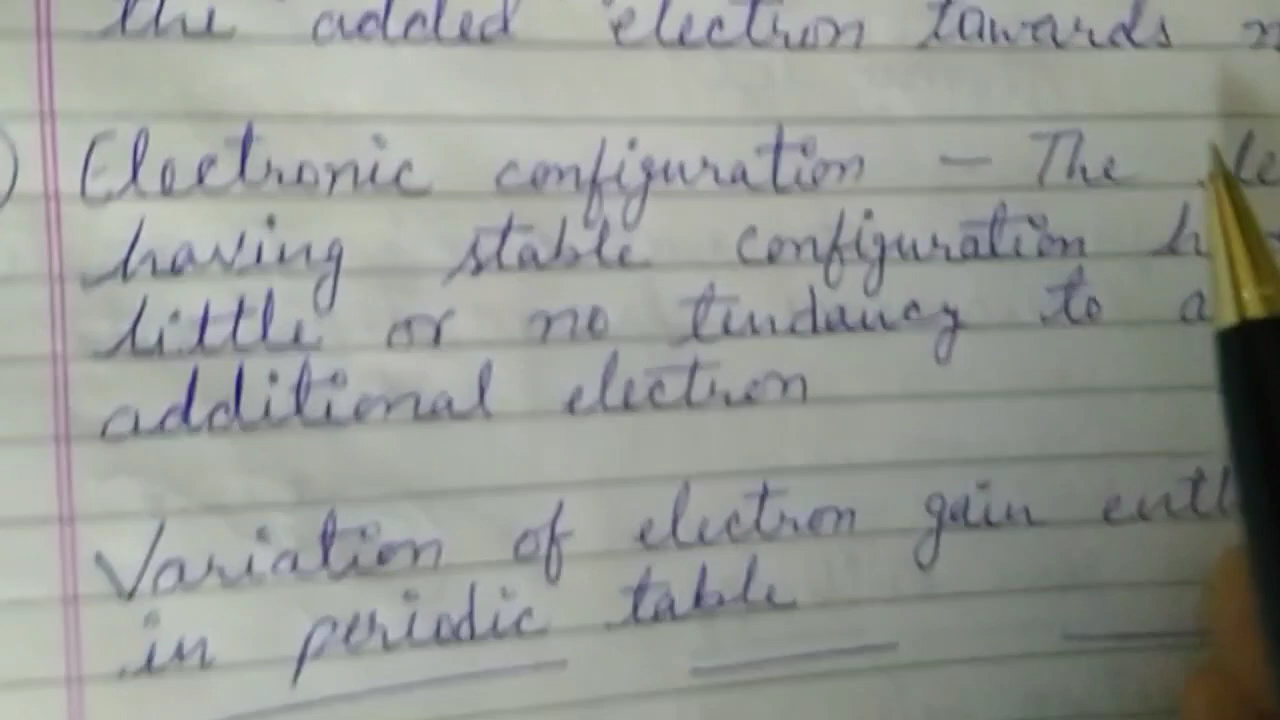 the added electron towards
) Electronic configuration – The
having stable configuration
little or no tendancy to
additional electron
Variation of electron gain
in periodic table